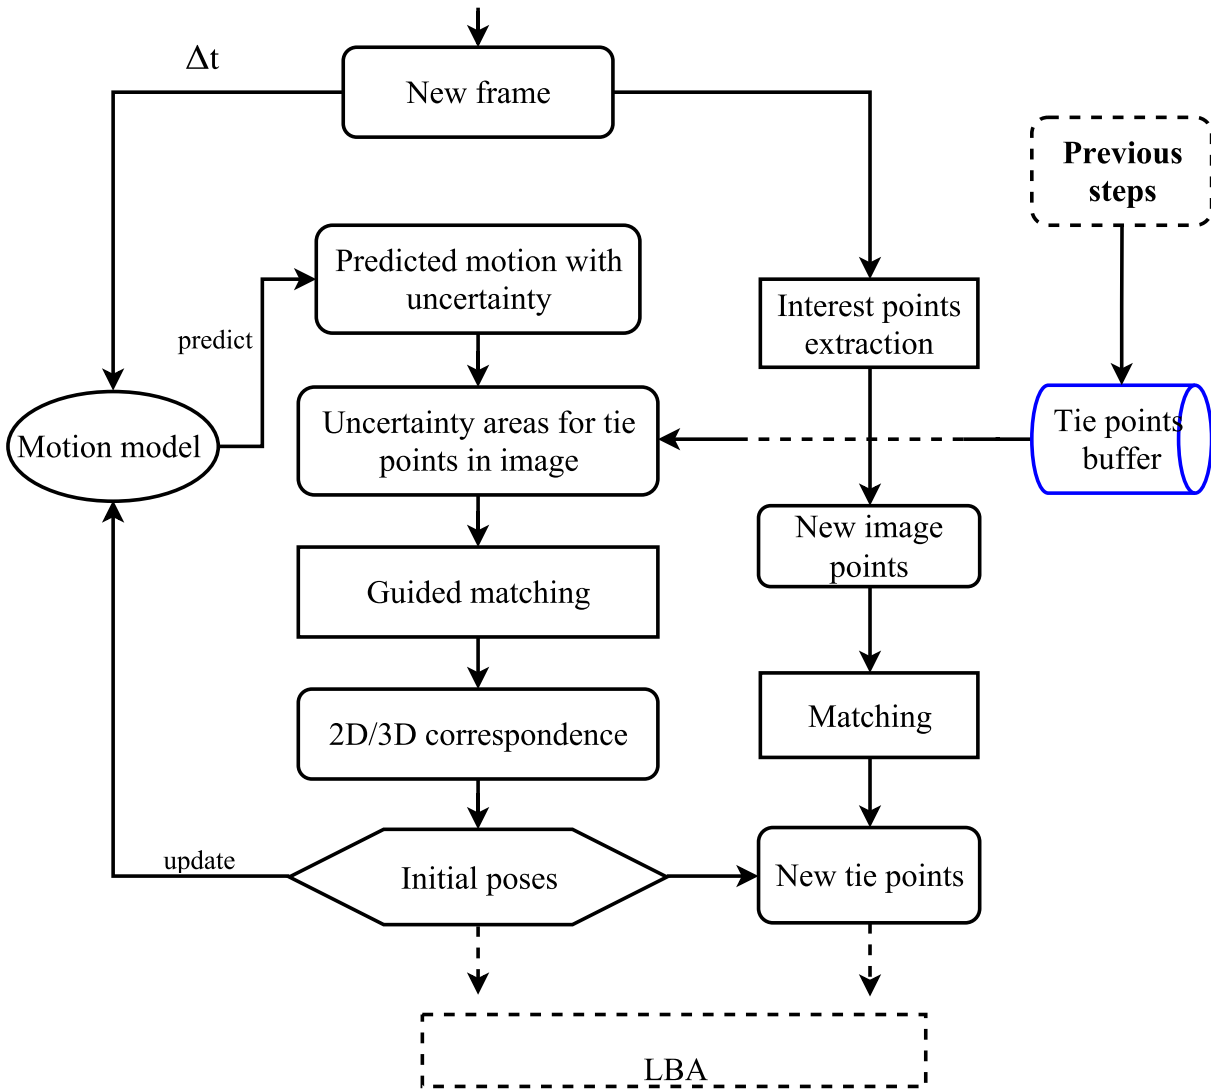 Δt
New frame
Previous
steps
Predicted motion with
uncertainty
Interest points
extraction
predict
Motion model
Uncertainty areas for tie
points in image
Tie points
buffer
New image
points
Guided matching
2D/3D correspondence
Matching
update
Initial poses
New tie points
LBA